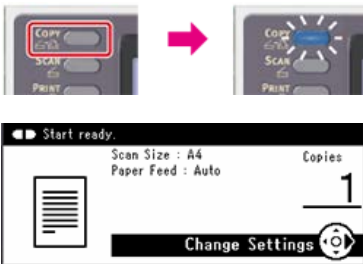 COPY
SCAN
PRINT
COPY
SCAN
PRINT
Start ready.
Scan Size : A4
Paper Feed : Auto
Copies
1
Change Settings